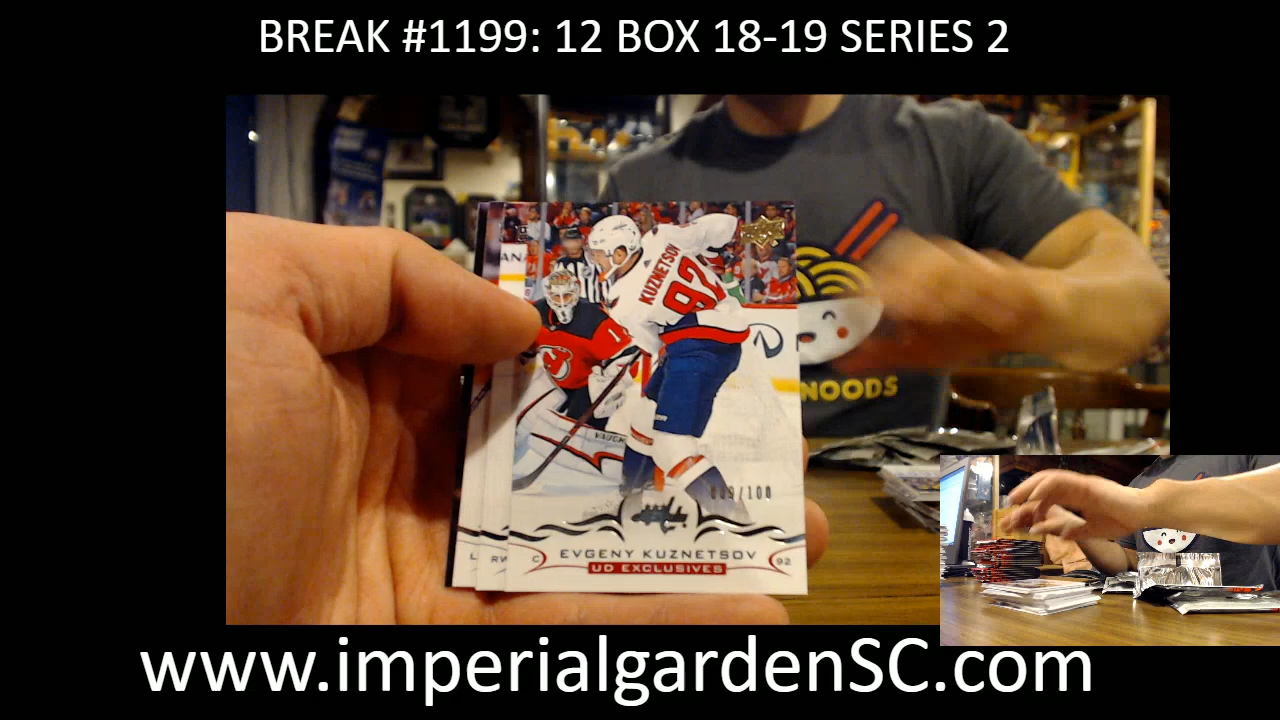 BREAK #1199: 12 BOX 18-19 SERIES 2
KUZNETSOV
92
NOODS
/100
EVGENY KUZNETSOV
UD EXCLUSIVES
L
RW
C
92
www.imperialgardenSC.com